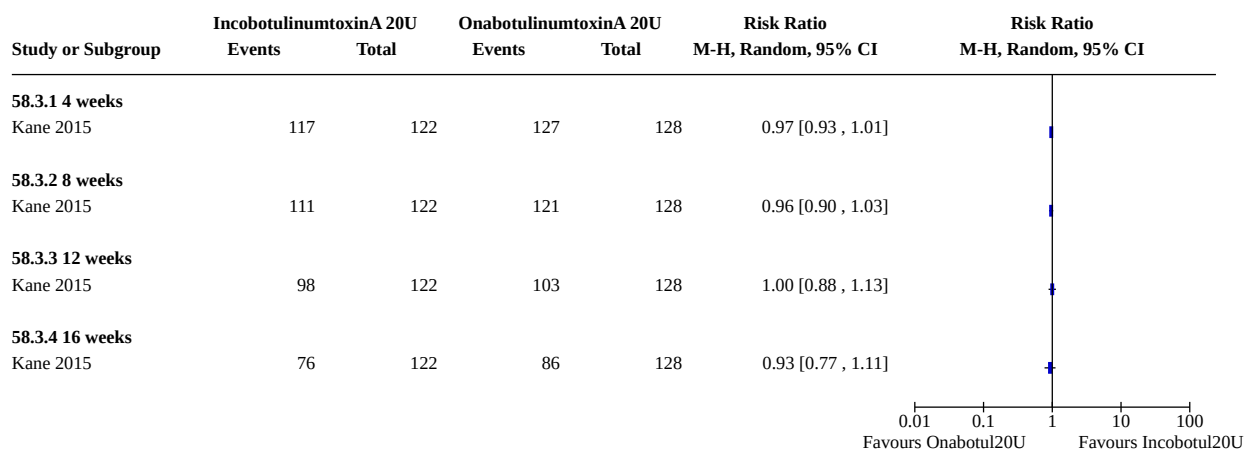 IncobotulinumtoxinA 20U OnabotulinumtoxinA 20U Risk Ratio Risk Ratio
Study or Subgroup Events Total Events Total M-H, Random, 95% CI M-H, Random, 95% CI
58.3.1 4 weeks
Kane 2015 117 122 127 128 0.97 [0.93 , 1.01]
58.3.2 8 weeks
Kane 2015 111 122 121 128 0.96 [0.90 , 1.03]
58.3.3 12 weeks
Kane 2015 98 122 103 128 1.00 [0.88 , 1.13]
58.3.4 16 weeks
Kane 2015 76 122 86 128 0.93 [0.77 , 1.11]
0.01 0.1 1 10 100
Favours Onabotul20U Favours Incobotul20U